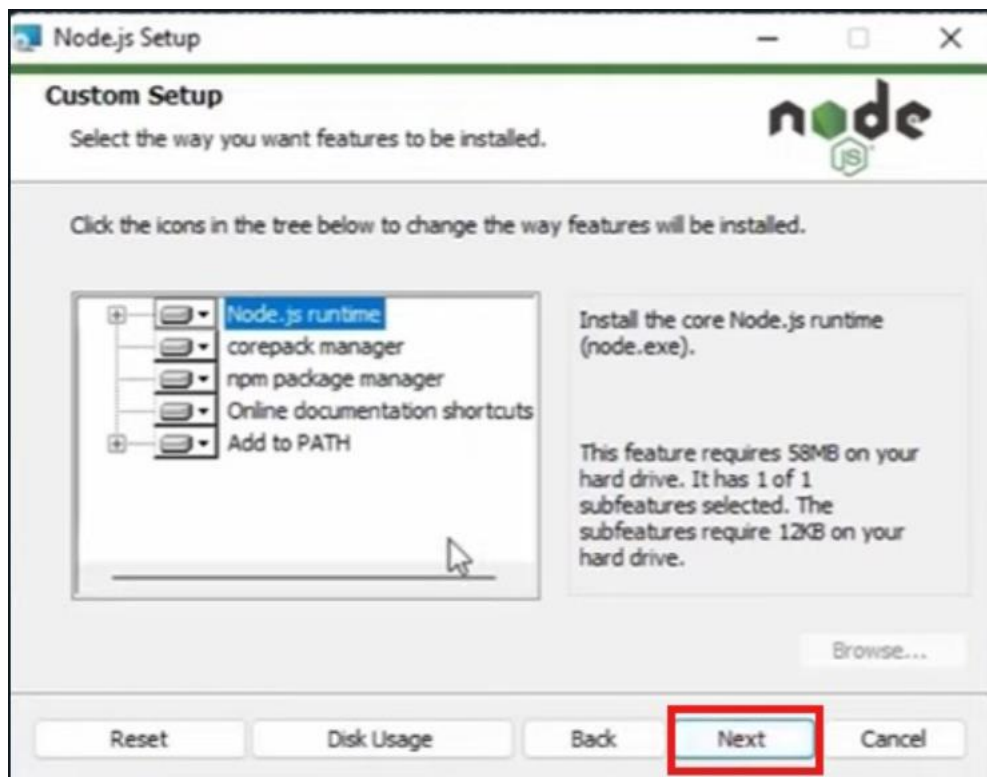 Node.js Setup
Custom Setup
Select the way you want features to be installed.
node
JS
Click the icons in the tree below to change the way features will be installed.
Node.js runtime
corepack manager
npm package manager
Online documentation shortcuts
Add to PATH
Install the core Node.js runtime
(node.exe).
This feature requires 58MB on your
hard drive. It has 1 of 1
subfeatures selected. The
subfeatures require 12KB on your
hard drive.
Browse...
Reset
Disk Usage
Back
Next
Cancel